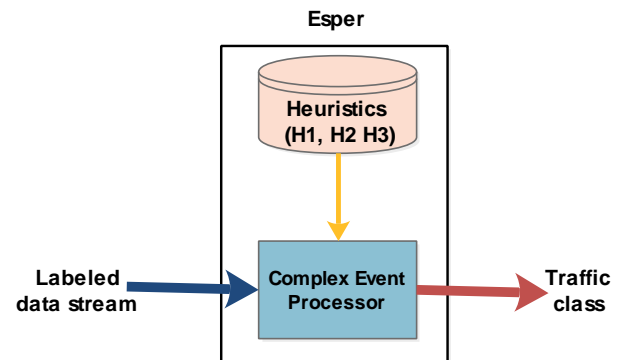 Esper
Heuristics
(H1, H2 H3)
Labeled
data stream
Complex Event
Processor
Traffic
class